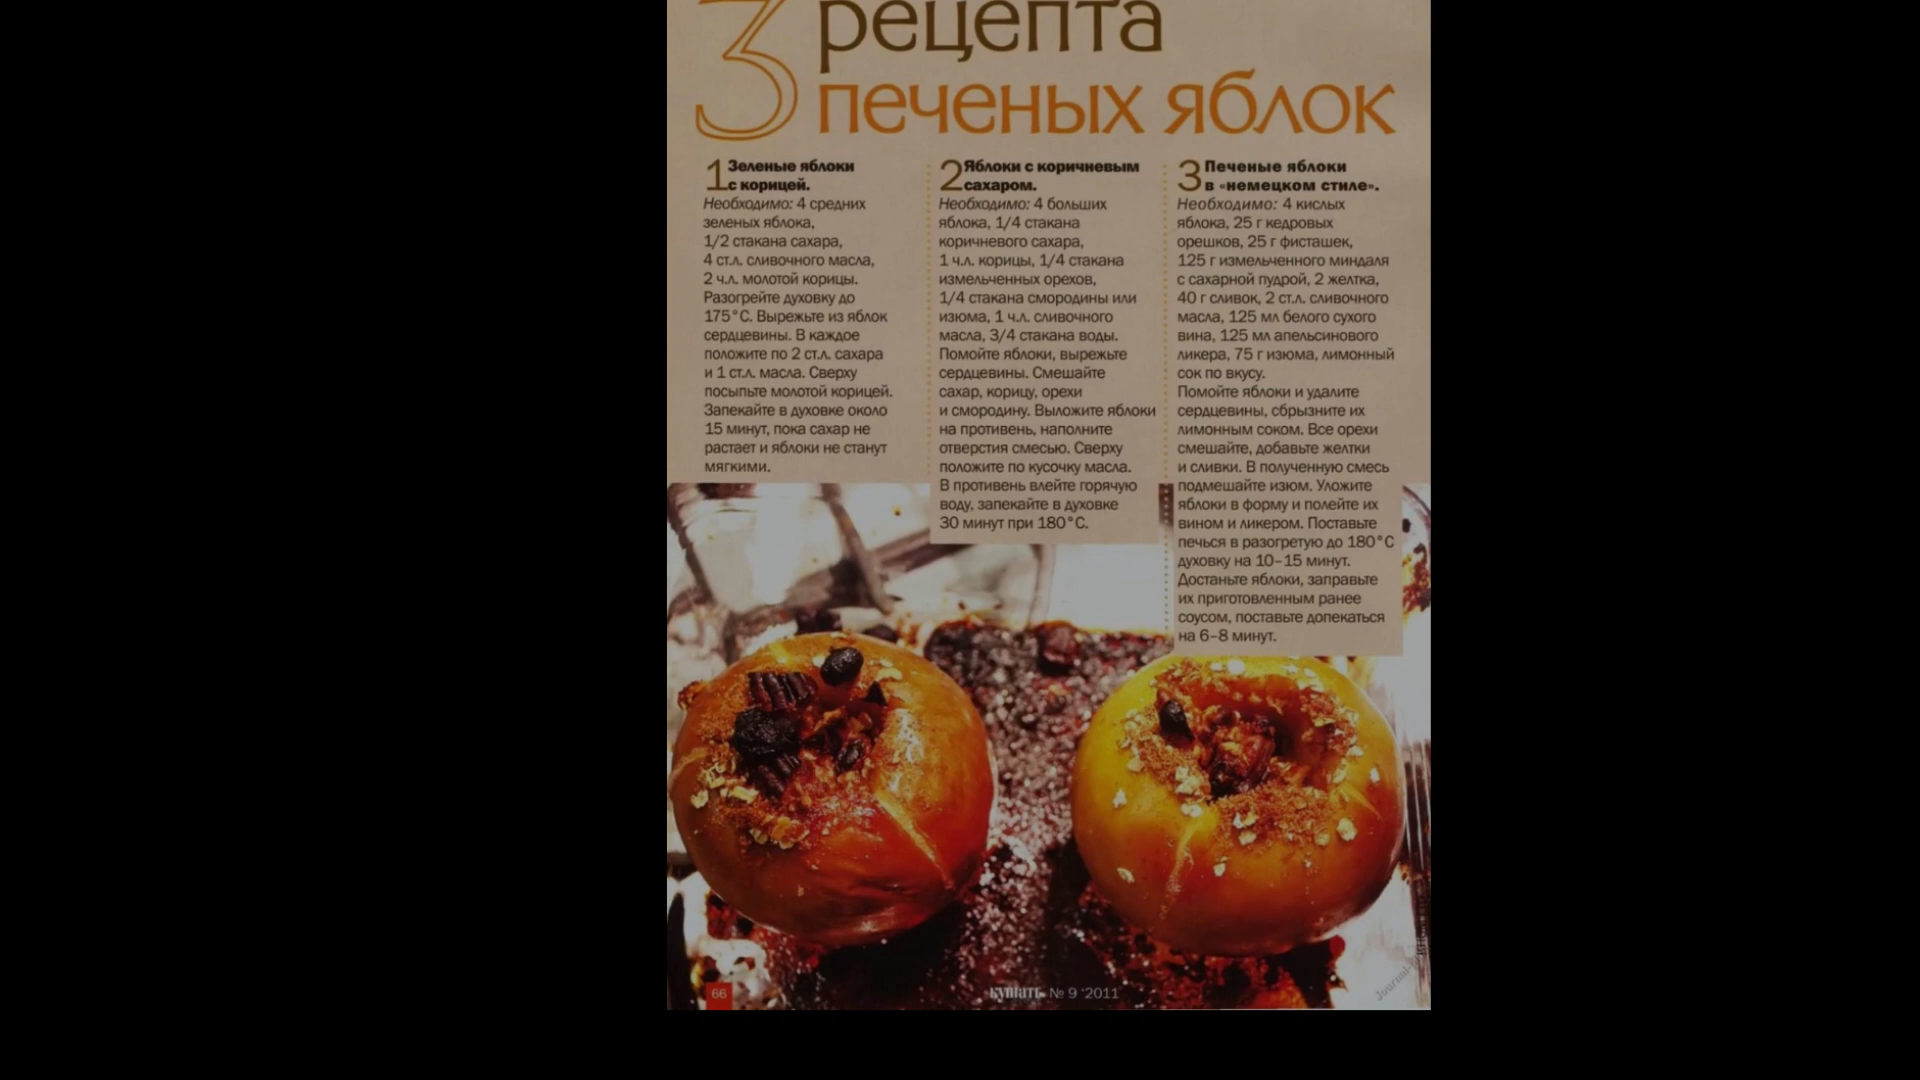 3 рецепта
печеных яблок
1 Зеленые яблоки
с корицей.
Необходимо: 4 средних
зеленых яблока,
1/2 стакана сахара,
4 ст.л. сливочного масла,
2 ч.л. молотой корицы.
Разогрейте духовку до
175°С. Вырежьте из яблок
сердцевины. В каждое
положите по 2 ст.л. сахара
и 1 ст.л. масла. Сверху
посыпьте молотой корицей.
Запекайте в духовке около
15 минут, пока сахар не
растает и яблоки не станут
мягкими.
2 Яблоки с коричневым
сахаром.
Необходимо: 4 больших
яблока, 1/4 стакана
коричневого сахара,
1 ч.л. корицы, 1/4 стакана
измельченных орехов,
1/4 стакана смородины или
изюма, 1 ч.л. сливочного
масла, 3/4 стакана воды.
Помойте яблоки, вырежьте
сердцевины. Смешайте
сахар, корицу, орехи
и смородину. Выложите яблоки
на противень, наполните
отверстия смесью. Сверху
положите по кусочку масла.
В противень влейте горячую
воду, запекайте в духовке
30 минут при 180°С.
3 Печеные яблоки
в «немецком стиле».
Необходимо: 4 кислых
яблока, 25 г кедровых
орешков, 25 г фисташек,
125 г измельченного миндаля
с сахарной пудрой, 2 желтка,
40 г сливок, 2 ст.л. сливочного
масла, 125 мл белого сухого
вина, 125 мл апельсинового
ликера, 75 г изюма, лимонный
сок по вкусу.
Помойте яблоки и удалите
сердцевины, сбрызните их
лимонным соком. Все орехи
смешайте, добавьте желтки
и сливки. В полученную смесь
подмешайте изюм. Уложите
яблоки в форму и полейте их
вином и ликером. Поставьте
печься в разогретую до 180°С
духовку на 10–15 минут.
Достаньте яблоки, заправьте
их приготовленным ранее
соусом, поставьте допекаться
на 6–8 минут.
66
кушать № 9 '2011